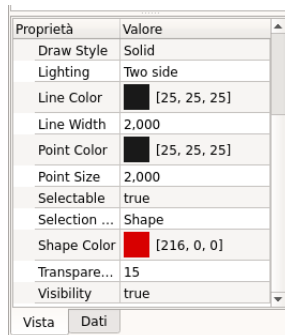 Proprietà Valore
Draw Style Solid
Lighting Two side
Line Color [25, 25, 25]
Line Width 2,000
Point Color [25, 25, 25]
Point Size 2,000
Selectable true
Selection ... Shape
Shape Color [216, 0, 0]
Transpare... 15
Visibility true
Vista Dati